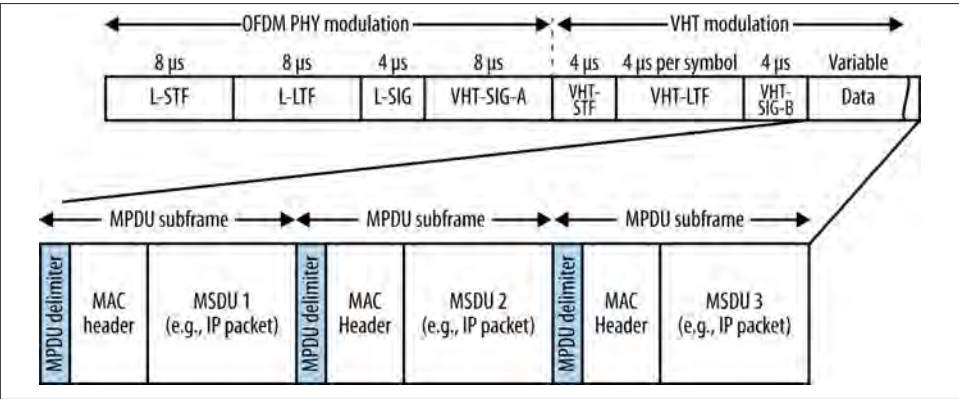 OFDM PHY modulation VHT modulation
8 µs 8 µs 4 µs 8 µs 4 µs 4 µs per symbol 4 µs Variable
L-STF L-LTF L-SIG VHT-SIG-A VHT-STF VHT-LTF VHT-SIG-B Data
MPDU subframe MPDU subframe MPDU subframe
MPDU delimiter
MAC
header
MSDU 1
(e.g., IP packet)
MPDU delimiter
MAC
Header
MSDU 2
(e.g., IP packet)
MPDU delimiter
MAC
Header
MSDU 3
(e.g., IP packet)